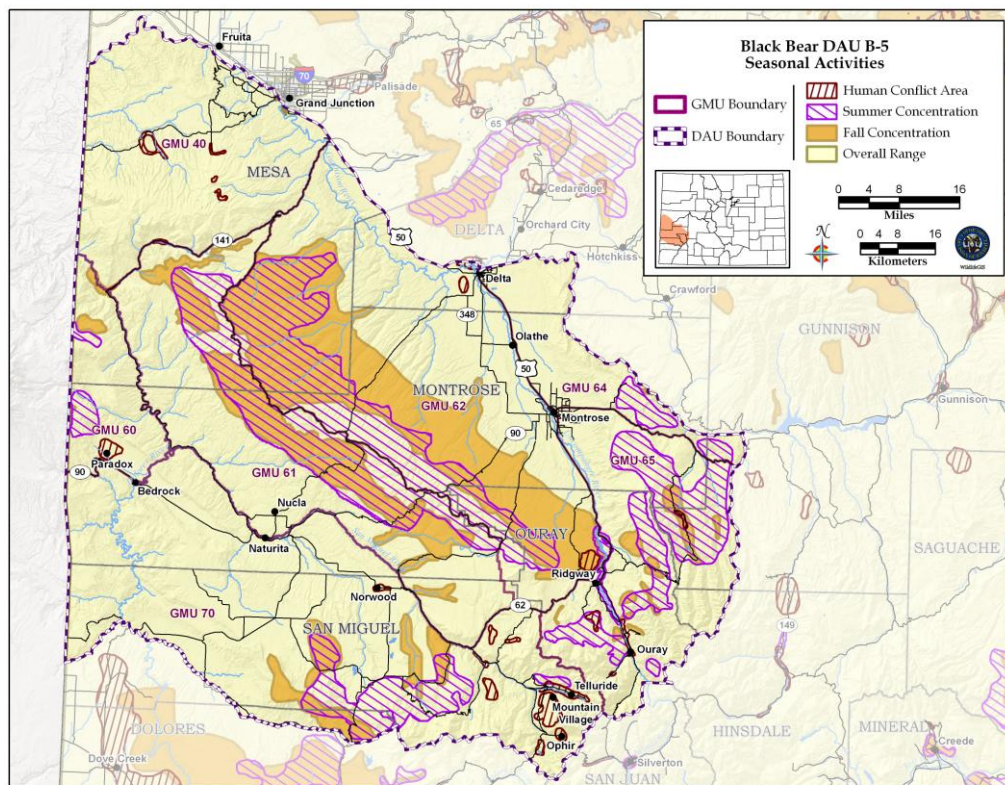 Black Bear DAU B-5
Seasonal Activities
GMU Boundary
DAU Boundary
Human Conflict Area
Summer Concentration
Fall Concentration
Overall Range
0 4 8 16
Miles
0 4 8 16
Kilometers
N
Fruita
70
Palisade
Grand Junction
65
GMU 40
MESA
Cedaredge
Orchard City
DELTA
141
50
Hotchkiss
Delta
Crawford
348
GUNNISON
Olathe
50
MONTROSE
GMU 64
GMU 62
Gunnison
Montrose
GMU 60
90
Paradox
GMU 61
GMU 65
90
Bedrock
Nucla
OURAY
Naturita
SAGUACHE
Ridgway
Norwood
GMU 70
62
149
SAN MIGUEL
Ouray
Telluride
Mountain
Village
DOLORES
HINSDALE
MINERAL
Ophir
Creede
Dove Creek
Silverton
SAN JUAN